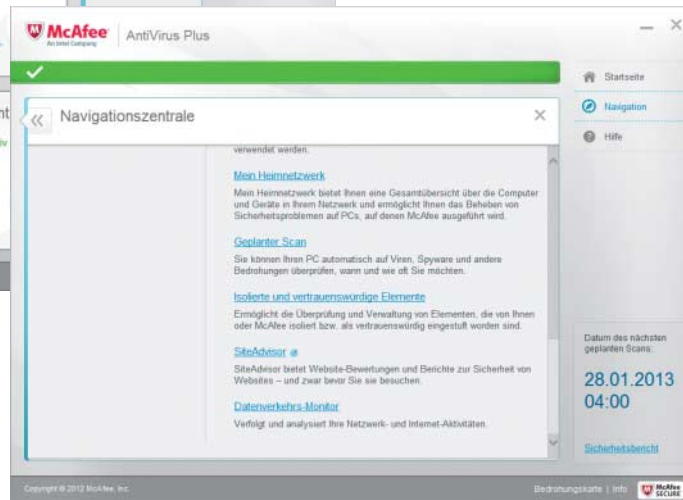 McAfee
An Intel Company
AntiVirus Plus
Startseite
Navigation
Hilfe
Navigationszentrale
verwendet werden.
Mein Heimnetzwerk
Mein Heimnetzwerk bietet Ihnen eine Gesamtübersicht über die Computer
und Geräte in Ihrem Netzwerk und ermöglicht Ihnen das Beheben von
Sicherheitsproblemen auf PCs, auf denen McAfee ausgeführt wird.
Geplanter Scan
Sie können Ihren PC automatisch auf Viren, Spyware und andere
Bedrohungen überprüfen, wann und wie oft Sie möchten.
Isolierte und vertrauenswürdige Elemente
Ermöglicht die Überprüfung und Verwaltung von Elementen, die von Ihnen
oder McAfee isoliert bzw. als vertrauenswürdig eingestuft worden sind.
SiteAdvisor
SiteAdvisor bietet Website-Bewertungen und Berichte zur Sicherheit von
Websites – und zwar bevor Sie sie besuchen.
Datenverkehrs-Monitor
Verfolgt und analysiert Ihre Netzwerk- und Internet-Aktivitäten.
Datum des nächsten
geplanten Scans:
28.01.2013
04:00
Sicherheitsbericht
Copyright © 2012 McAfee, Inc.
Bedrohungskarte | Info
McAfee
SECURE